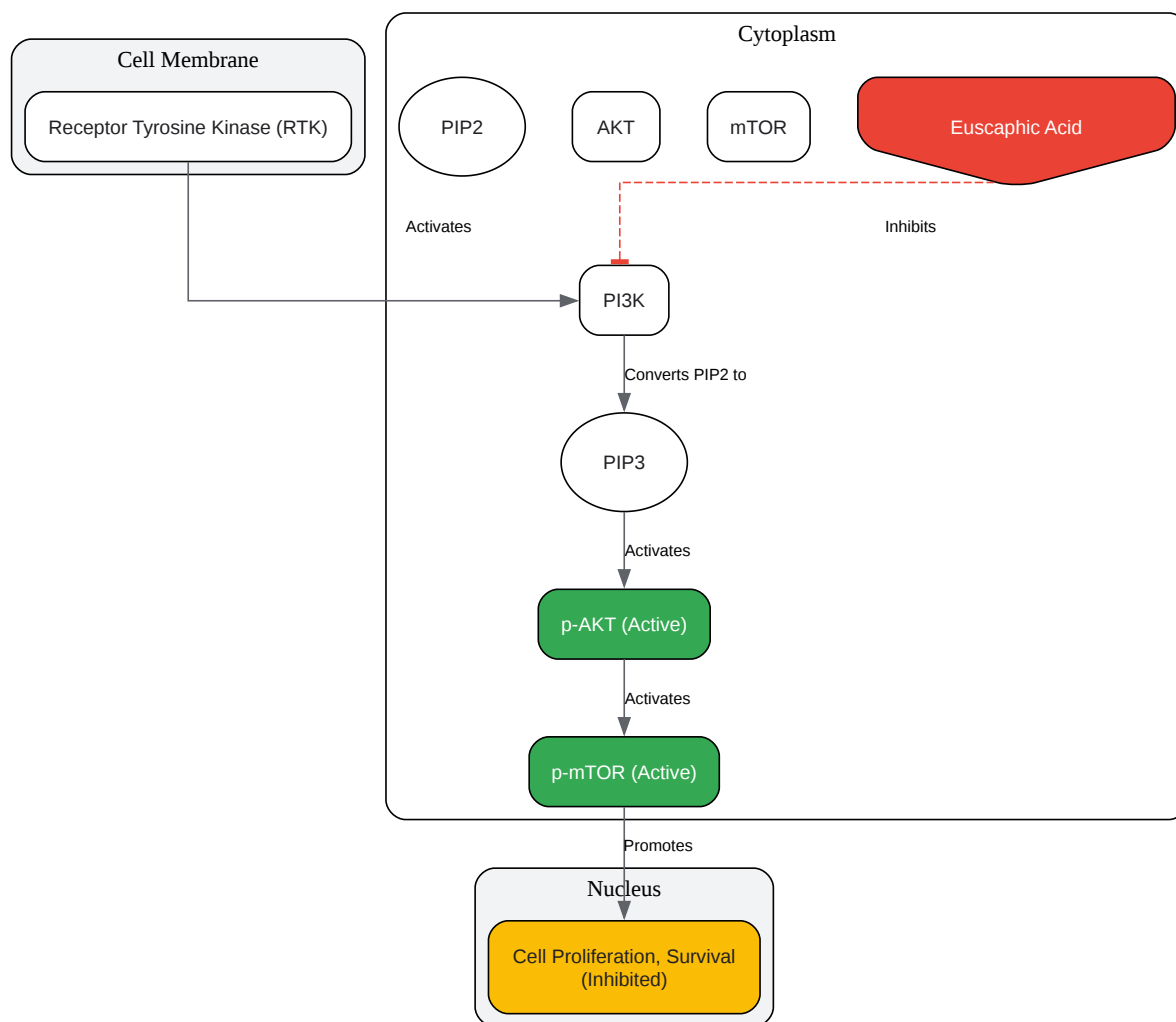 Cytoplasm
Cell Membrane
Receptor Tyrosine Kinase (RTK)
PIP2
AKT
mTOR
Euscaphic Acid
Activates
Inhibits
PI3K
Converts PIP2 to
PIP3
Activates
p-AKT (Active)
Activates
p-mTOR (Active)
Promotes
Nucleus
Cell Proliferation, Survival
(Inhibited)